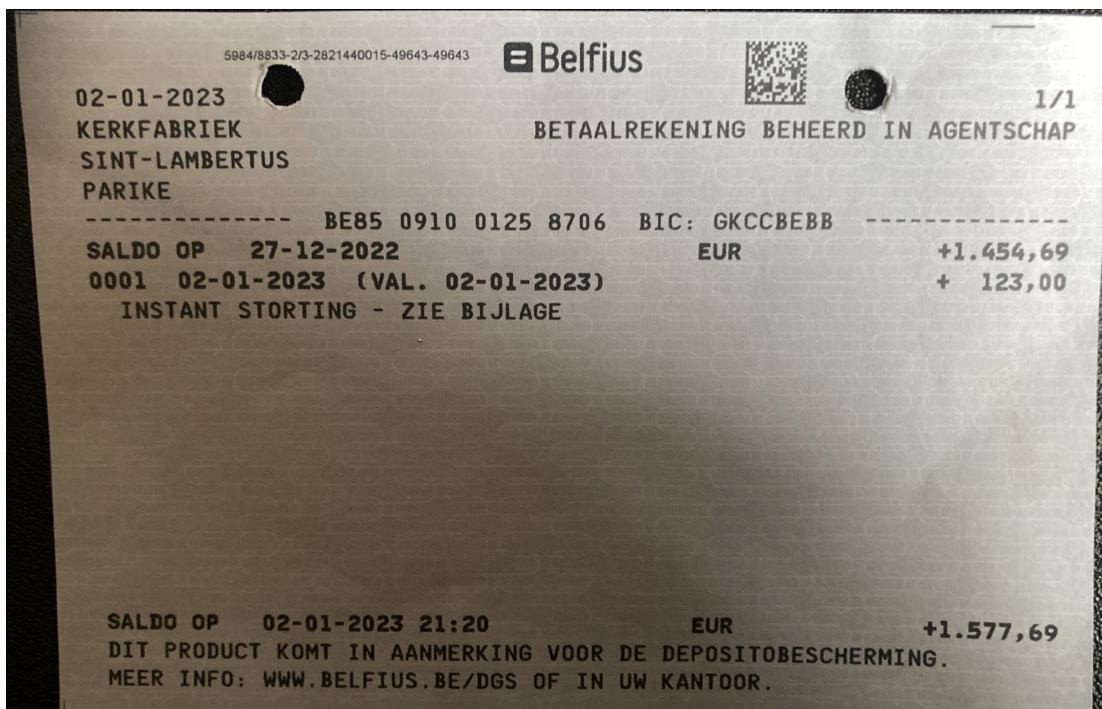 5984/8833-2/3-2821440015-49643-49643 Belfius
02-01-2023 1/1
KERKFABRIEK BETAALREKENING BEHEERD IN AGENTSCHAP
SINT-LAMBERTUS
PARIKE
-------------- BE85 0910 0125 8706 BIC: GKCCBEBB --------------
SALDO OP 27-12-2022 EUR +1.454,69
0001 02-01-2023 (VAL. 02-01-2023) + 123,00
INSTANT STORTING - ZIE BIJLAGE
SALDO OP 02-01-2023 21:20 EUR +1.577,69
DIT PRODUCT KOMT IN AANMERKING VOOR DE DEPOSITOBESCHERMING.
MEER INFO: WWW.BELFIUS.BE/DGS OF IN UW KANTOOR.